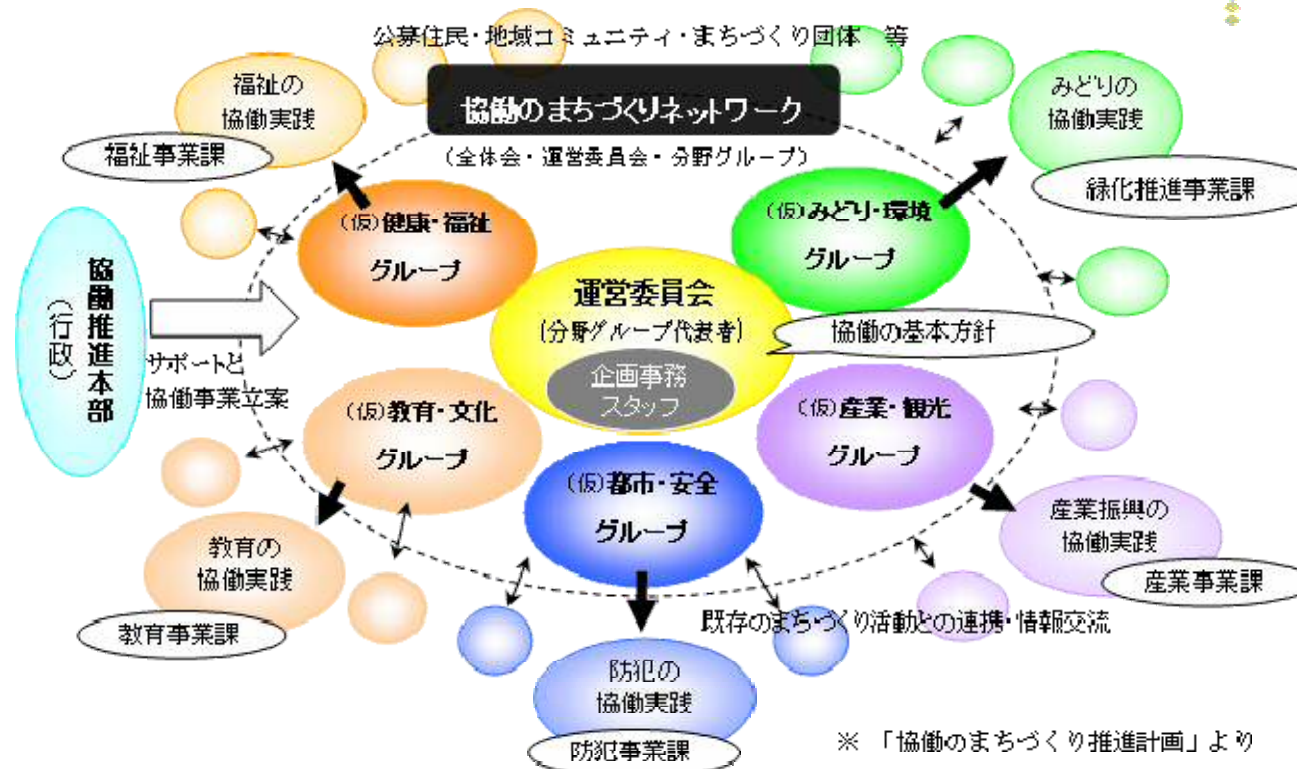 公募住民・地域コミュニティ・まちづくり団体 等
協働のまちづくりネットワーク
(全体会・運営委員会・分野グループ)
福祉の
協働実践
福祉事業課
みどりの
協働実践
緑化推進事業課
(仮)健康・福祉
グループ
(仮)みどり・環境
グループ
運営委員会
(分野グループ代表者)
企画事務
スタッフ
協働の基本方針
協働推進本部
(行政)
サポートと
協働事業立案
(仮)教育・文化
グループ
(仮)産業・観光
グループ
(仮)都市・安全
グループ
教育の
協働実践
教育事業課
産業振興の
協働実践
産業事業課
既存のまちづくり活動との連携・情報交流
防犯の
協働実践
防犯事業課
※ 「協働のまちづくり推進計画」より